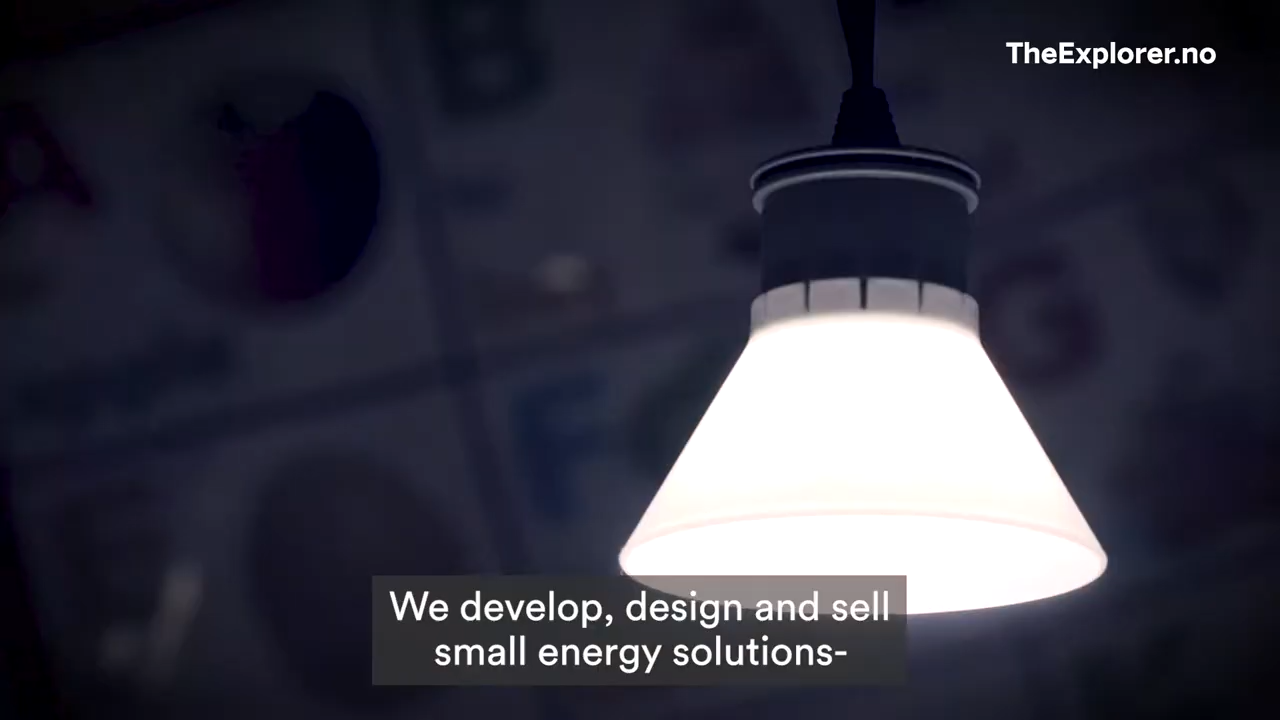 TheExplorer.no
We develop, design and sell
small energy solutions-